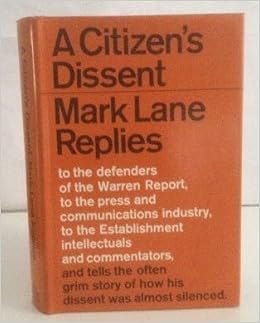 A Citizen's
Dissent
Mark Lane
Replies
to the defenders
of the Warren Report,
to the press and
communications industry,
to the Establishment
intellectuals
and commentators,
and tells the often
grim story of how his
dissent was almost silenced.